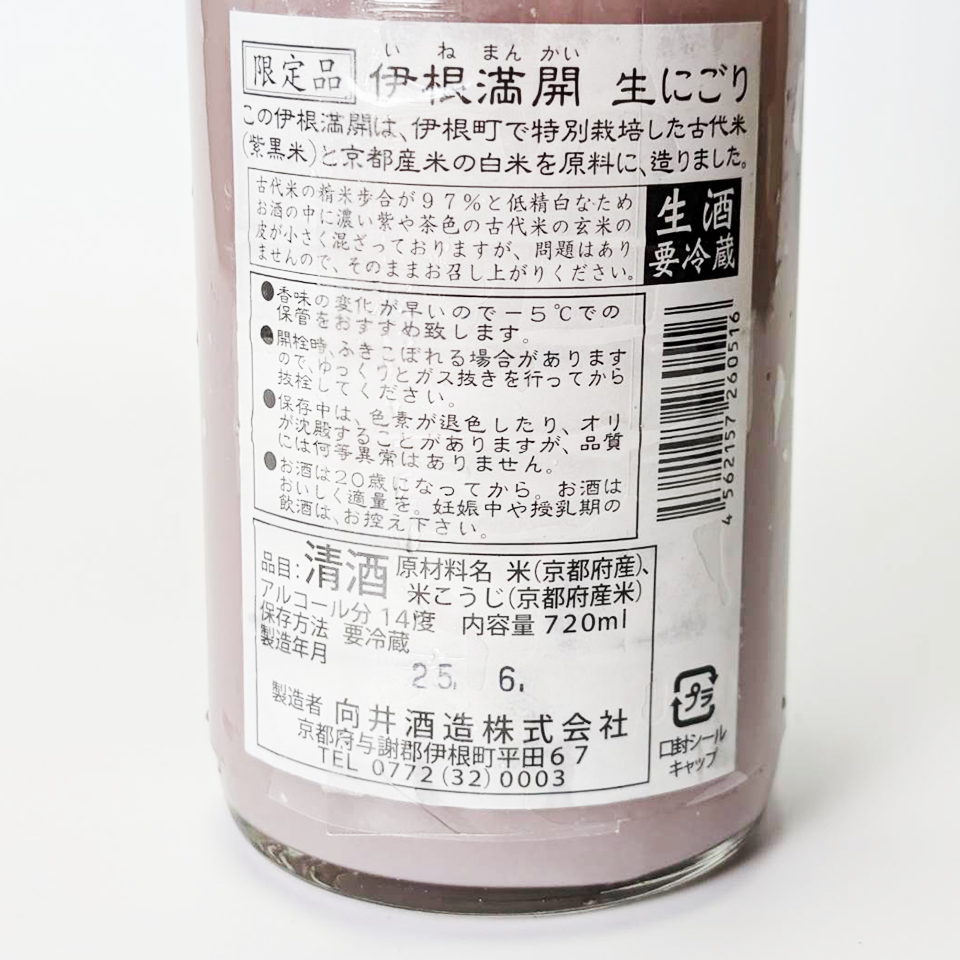 いねまんかい
限定品 伊根満開 生にごり
この伊根満開は、伊根町で特別栽培した古代米
(紫黒米)と京都産米の白米を原料に、造りました。
古代米の精米歩合が97%と低精白なため
お酒の中に濃い紫や茶色の古代米の玄米の
皮が小さく混ざっておりますが、問題はあり
ませんので、そのままお召し上がりください。
生酒
要冷蔵
●香味の変化が早いので−5℃での
保管をおすすめ致します。
●開栓時、ふきこぼれる場合があります
ので、ゆっくりとガス抜きを行ってから
抜栓してください。
●保存中は、色素が退色したり、オリ
が沈殿することがありますが、品質
には何等異常はありません。
●お酒は20歳になってから。お酒は
おいしく適量を。妊娠中や授乳期の
飲酒は、お控え下さい。
4 562157 260516
品目:清酒 原材料名 米(京都府産)、
米こうじ(京都府産米)
アルコール分 14度 内容量 720ml
保存方法 要冷蔵
製造年月
25. 6.
製造者 向井酒造株式会社
京都府与謝郡伊根町平田67
TEL 0772(32)0003
プラ
口封シール
キャップ